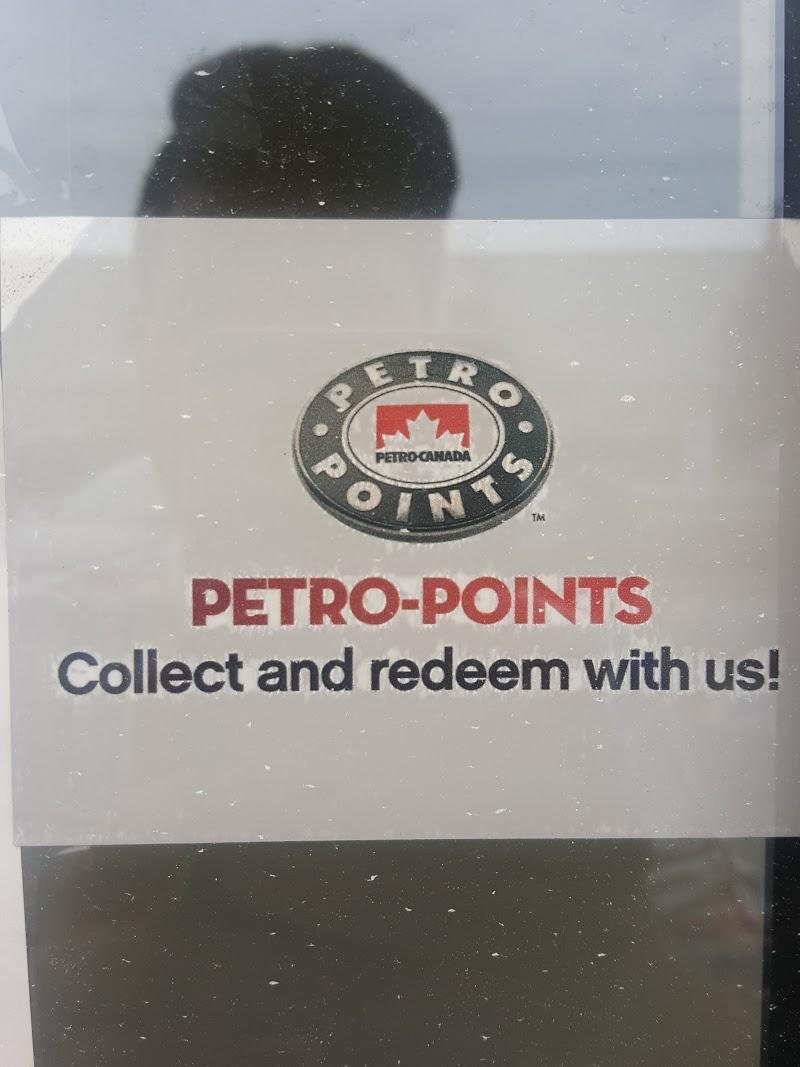 PETRO
PETRO-CANADA
POINTS
TM
PETRO-POINTS
Collect and redeem with us!